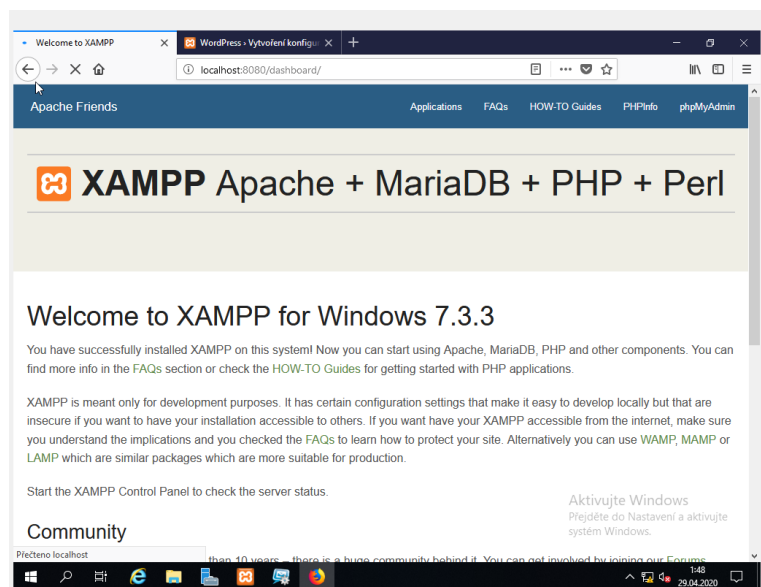 Welcome to XAMPP
WordPress › Vytvoření konfigu
localhost:8080/dashboard/
Apache Friends
Applications FAQs HOW-TO Guides PHPInfo phpMyAdmin
XAMPP Apache + MariaDB + PHP + Perl
Welcome to XAMPP for Windows 7.3.3
You have successfully installed XAMPP on this system! Now you can start using Apache, MariaDB, PHP and other components. You can
find more info in the FAQs section or check the HOW-TO Guides for getting started with PHP applications.
XAMPP is meant only for development purposes. It has certain configuration settings that make it easy to develop locally but that are
insecure if you want to have your installation accessible to others. If you want have your XAMPP accessible from the internet, make sure
you understand the implications and you checked the FAQs to learn how to protect your site. Alternatively you can use WAMP, MAMP or
LAMP which are similar packages which are more suitable for production.
Start the XAMPP Control Panel to check the server status.
Aktivujte Windows
Přejděte do Nastavení a aktivujte
systém Windows.
Community
Přečteno localhost
than 10 years – there is a huge community behind it. You can get involved by joining our Forums
1:48
29.04.2020